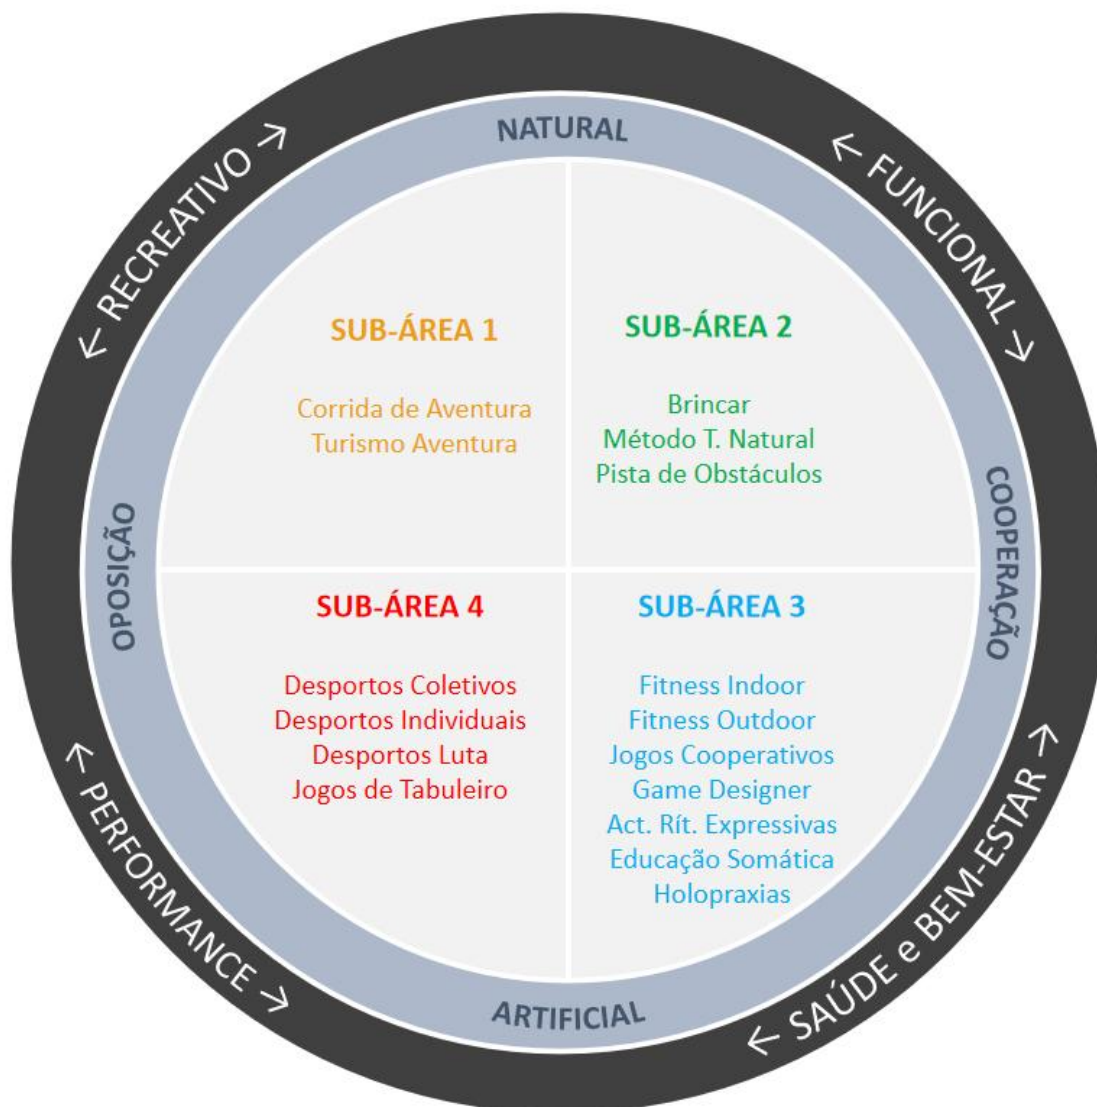 NATURAL
← RECREATIVO →
← FUNCIONAL →
SUB-ÁREA 1
Corrida de Aventura
Turismo Aventura
SUB-ÁREA 2
Brincar
Método T. Natural
Pista de Obstáculos
OPOSIÇÃO
COOPERAÇÃO
SUB-ÁREA 4
Desportos Coletivos
Desportos Individuais
Desportos Luta
Jogos de Tabuleiro
SUB-ÁREA 3
Fitness Indoor
Fitness Outdoor
Jogos Cooperativos
Game Designer
Act. Rít. Expressivas
Educação Somática
Holopraxias
← PERFORMANCE →
← SAÚDE e BEM-ESTAR →
ARTIFICIAL